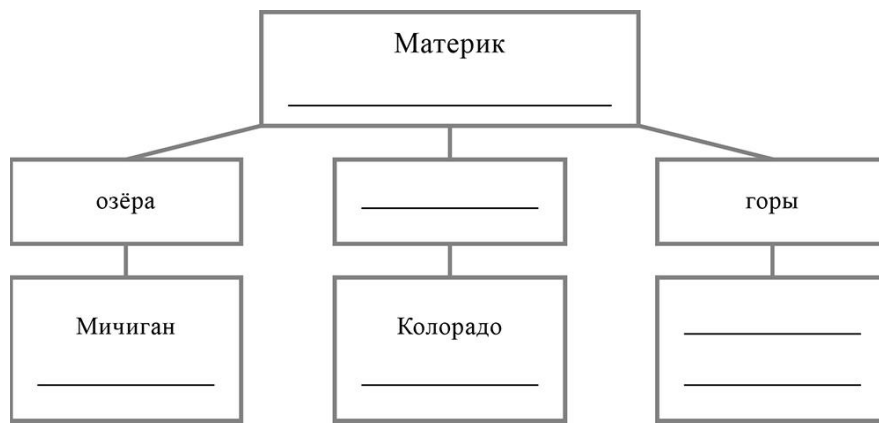 Материк
озёра
горы
Мичиган
Колорадо